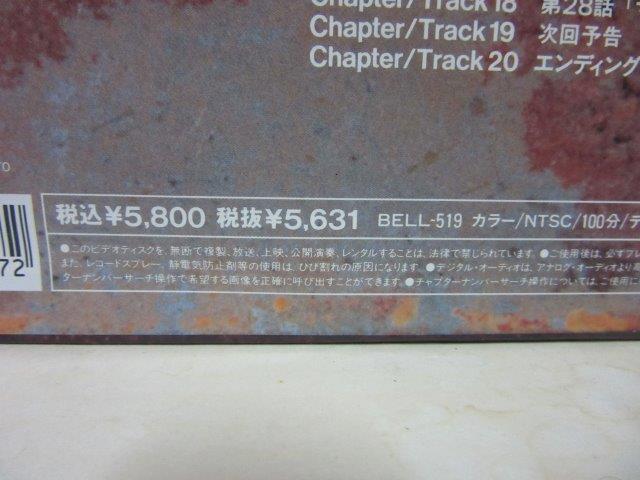 Chapter/Track 18 第28話「
Chapter/Track 19 次回予告
Chapter/Track 20 エンディング
TO
72
税込¥5,800 税抜¥5,631 BELL-519 カラー/NTSC/100分/デ
●このビデオディスクを、無断で複製、放送、上映、公開演奏、レンタルすることは、法律で禁じられています。●ご使用後は、必ずプレ
また、レコードスプレー、静電気防止剤等の使用は、ひび割れの原因になります。●デジタル・オーディオは、アナログ・オーディオより
ターナンバーサーチ操作で希望する画像を正確に呼び出すことができます。●チャプターナンバーサーチ操作については、ご使用に